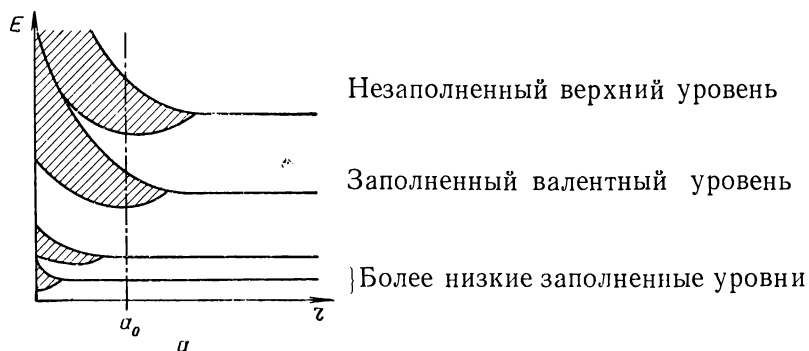 E
Незаполненный верхний уровень
Заполненный валентный уровень
}Более низкие заполненные уровни
a₀
r
a